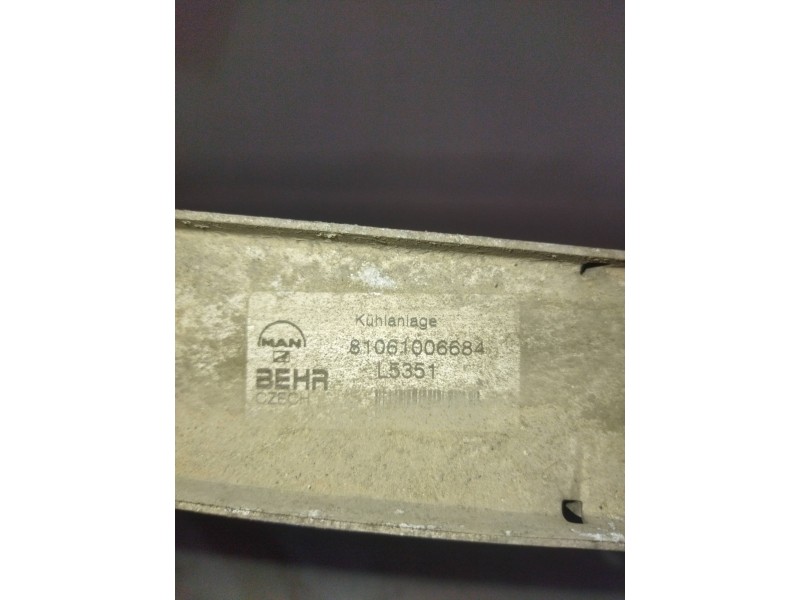 Kühlanlage
MAN
81061006684
BEHR
L5351
CZECH